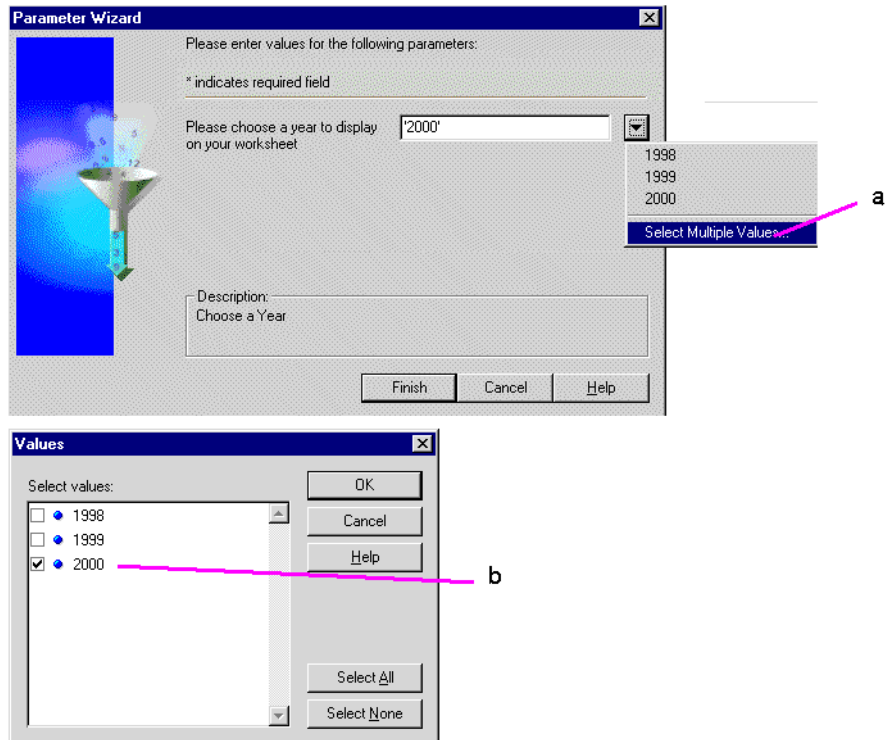 Parameter Wizard
Please enter values for the following parameters:
* indicates required field
Please choose a year to display
on your worksheet
'2000'
1998
1999
2000
Select Multiple Values...
a
Description:
Choose a Year
Finish
Cancel
Help
Values
Select values:
1998
1999
2000
OK
Cancel
Help
b
Select All
Select None